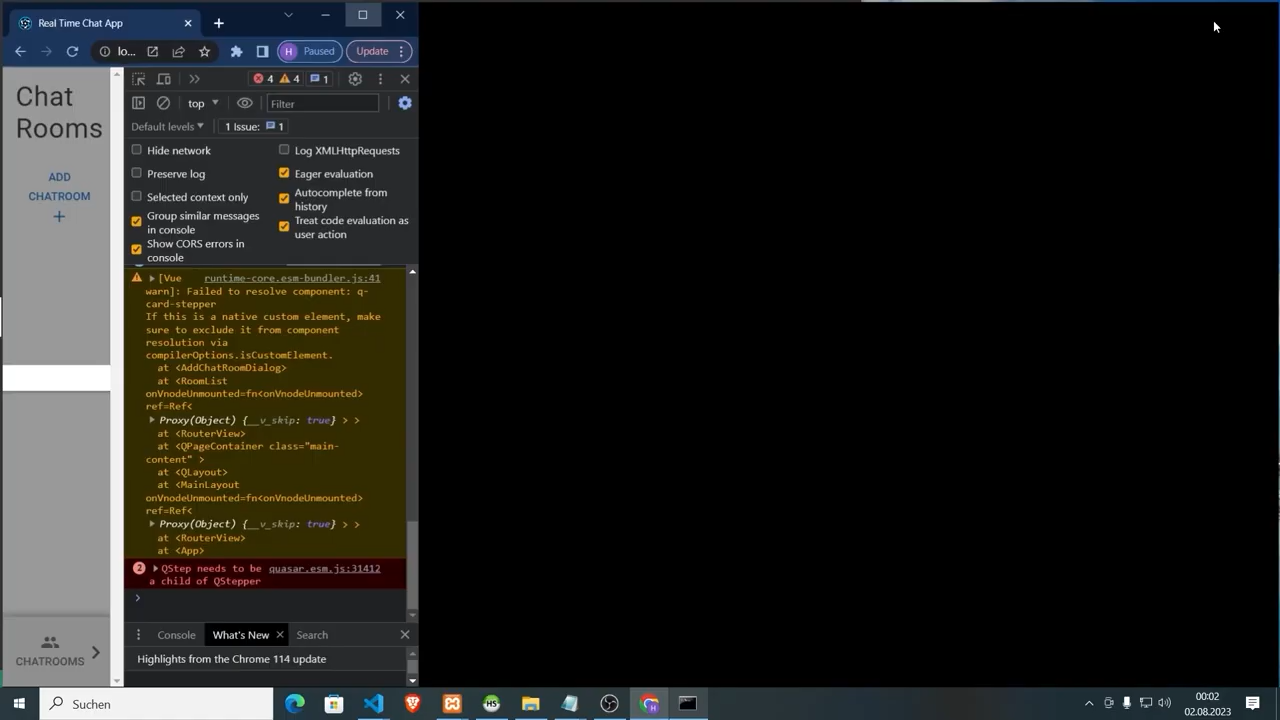 Real Time Chat App
lo...
H Paused
Update
Chat
Rooms
ADD
CHATROOM
CHATROOMS
4 4 1
top
Filter
Default levels
1 Issue: 1
Hide network
Log XMLHttpRequests
Preserve log
Eager evaluation
Selected context only
Autocomplete from
history
Group similar messages
in console
Treat code evaluation as
user action
Show CORS errors in
console
[Vue runtime-core.esm-bundler.js:41
warn]: Failed to resolve component: q-
card-stepper
If this is a native custom element, make
sure to exclude it from component
resolution via
compilerOptions.isCustomElement.
at <AddChatRoomDialog>
at <RoomList
onVnodeUnmounted=fn<onVnodeUnmounted>
ref=Ref<
Proxy(Object) {__v_skip: true} > >
at <RouterView>
at <QPageContainer class="main-
content" >
at <QLayout>
at <MainLayout
onVnodeUnmounted=fn<onVnodeUnmounted>
ref=Ref<
Proxy(Object) {__v_skip: true} > >
at <RouterView>
at <App>
2 QStep needs to be quasar.esm.js:31412
a child of QStepper
Console
What's New
Search
Highlights from the Chrome 114 update
Suchen
HS
H
00:02
02.08.2023